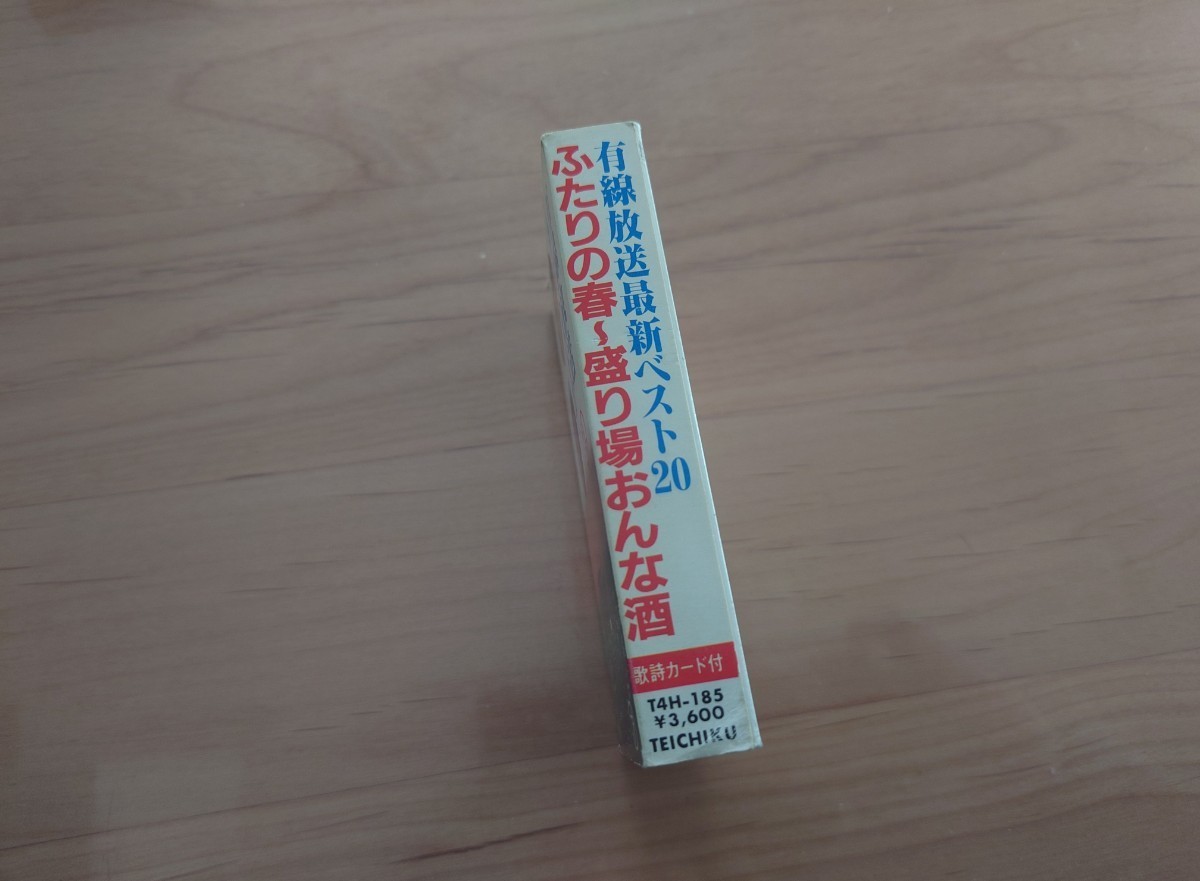 有線放送最新ベスト20
ふたりの春~盛り場おんな酒
歌詩カード付
T4H-185
¥3,600
TEICHIKU